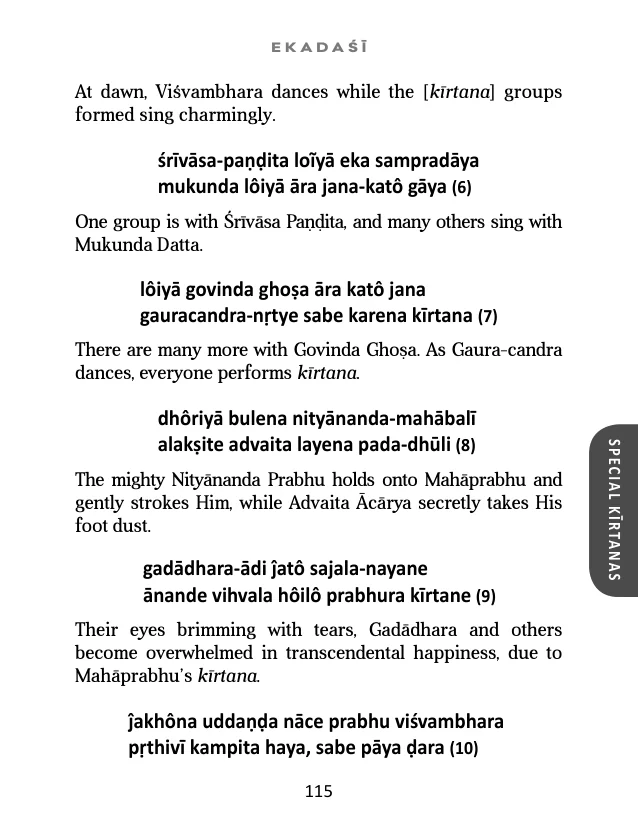 EKADAŚĪ
At dawn, Viśvambhara dances while the [kīrtana] groups
formed sing charmingly.
śrīvāsa-paṇḍita loĩyā eka sampradāya
mukunda lôiyā āra jana-katô gāya (6)
One group is with Śrīvāsa Paṇḍita, and many others sing with
Mukunda Datta.
lôiyā govinda ghoṣa āra katô jana
gauracandra-nṛtye sabe karena kīrtana (7)
There are many more with Govinda Ghoṣa. As Gaura-candra
dances, everyone performs kīrtana.
dhôriyā bulena nityānanda-mahābalī
alakṣite advaita layena pada-dhūli (8)
The mighty Nityānanda Prabhu holds onto Mahāprabhu and
gently strokes Him, while Advaita Ācārya secretly takes His
foot dust.
gadādhara-ādi ĵatô sajala-nayane
ānande vihvala hôilô prabhura kīrtane (9)
Their eyes brimming with tears, Gadādhara and others
become overwhelmed in transcendental happiness, due to
Mahāprabhu's kīrtana.
ĵakhôna uddaṇḍa nāce prabhu viśvambhara
pṛthivī kampita haya, sabe pāya ḍara (10)
115
SPECIAL KĪRTANAS